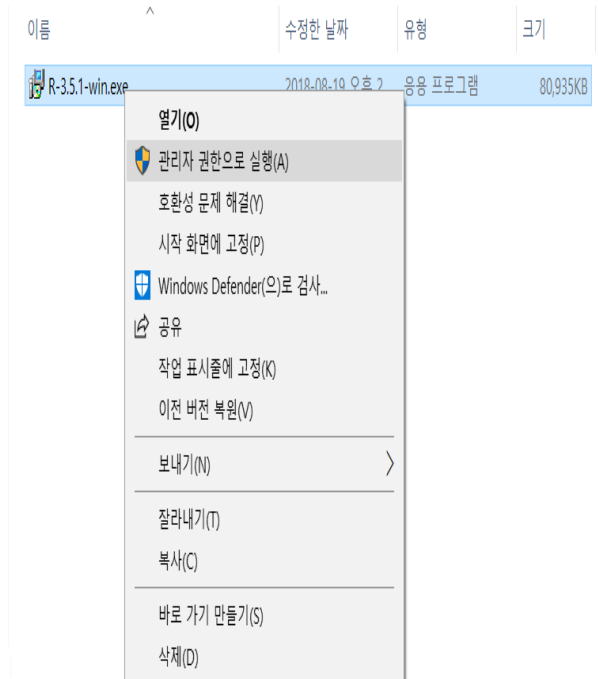 이름 수정한 날짜 유형 크기
R-3.5.1-win.exe 2018-08-19 오후 2 응용 프로그램 80,935KB
열기(O)
관리자 권한으로 실행(A)
호환성 문제 해결(Y)
시작 화면에 고정(P)
Windows Defender(으)로 검사...
공유
작업 표시줄에 고정(K)
이전 버전 복원(V)
보내기(N)
잘라내기(T)
복사(C)
바로 가기 만들기(S)
삭제(D)